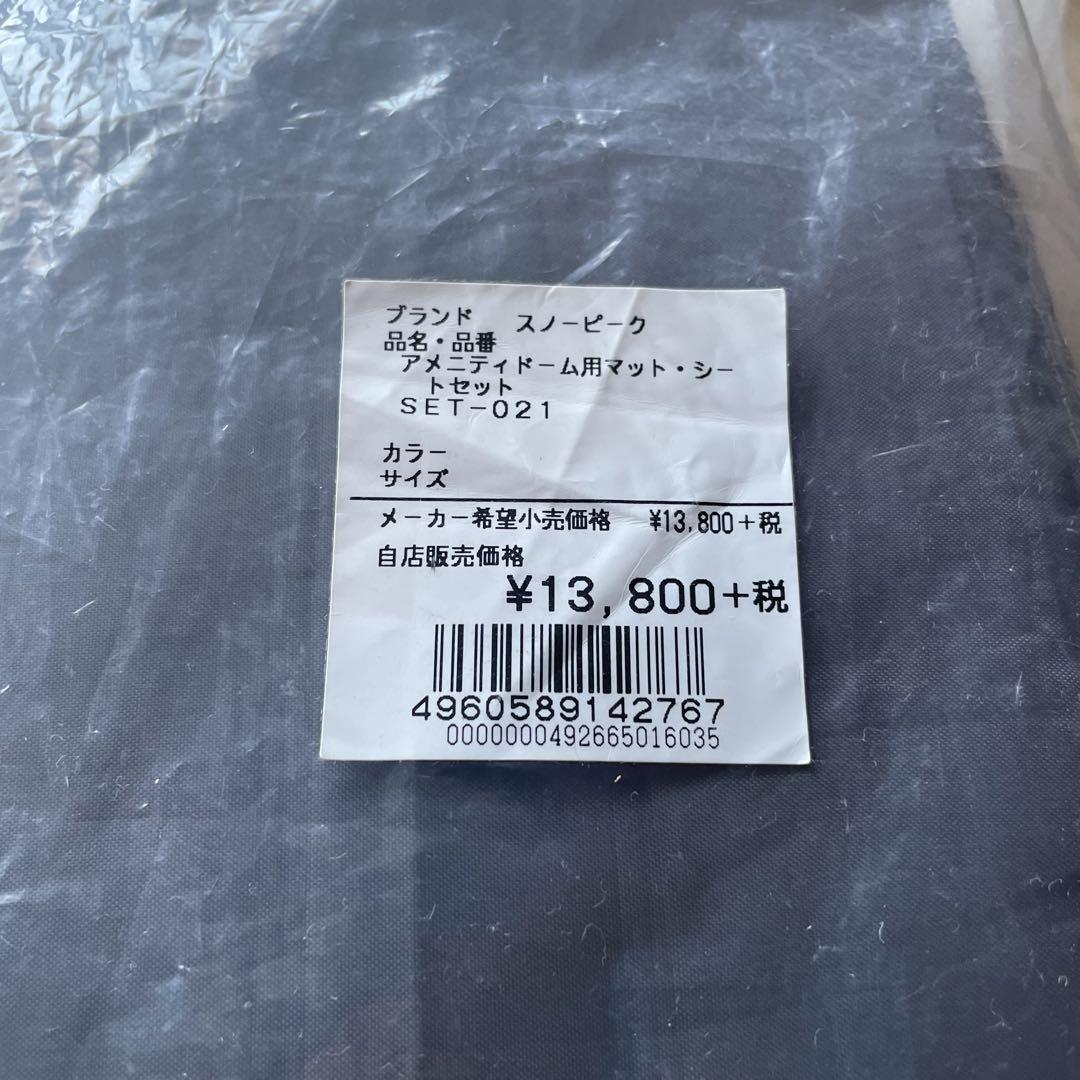 ブランド　スノーピーク
品名・品番
アメニティドーム用マット・シー
トセット
SET-021
カラー
サイズ
メーカー希望小売価格　¥13,800+税
自店販売価格
¥13,800+税
4960589142767
0000000492665016035